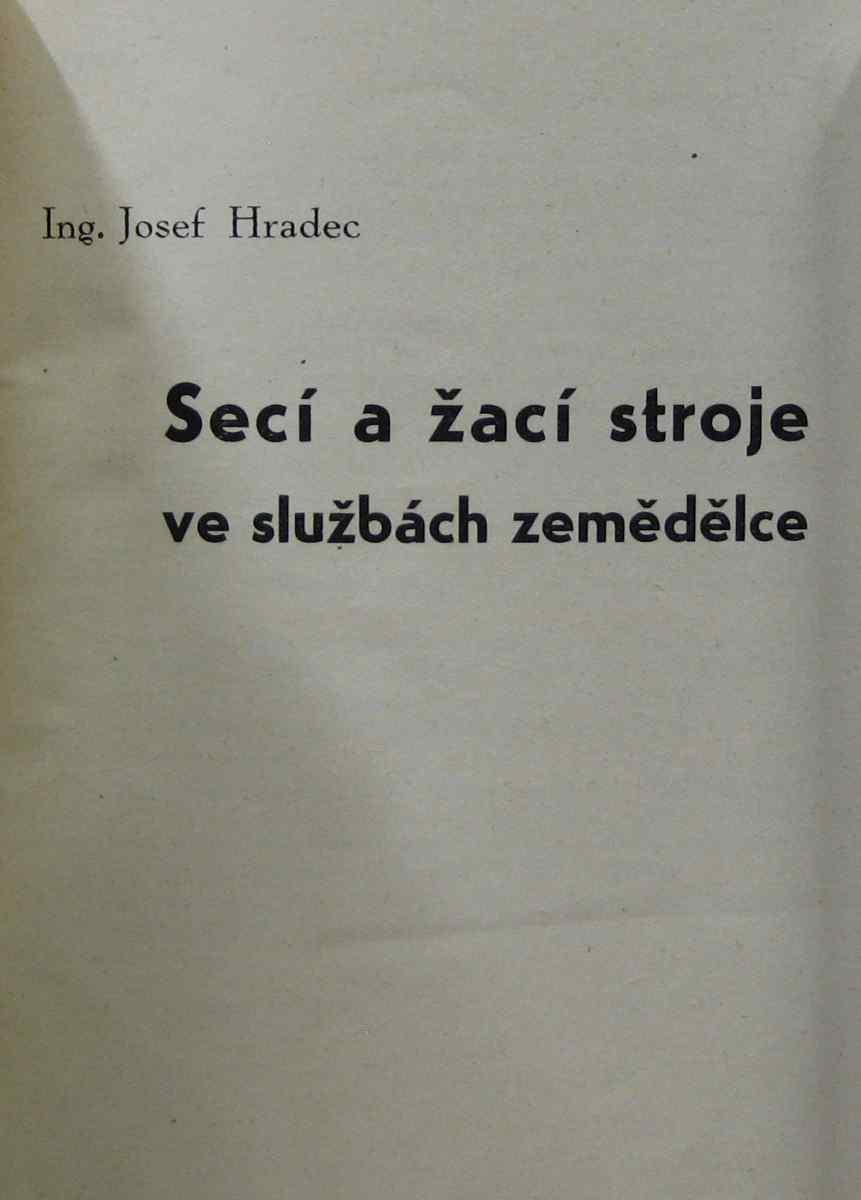 Ing. Josef Hradec
Secí a žací stroje
ve službách zemědělce